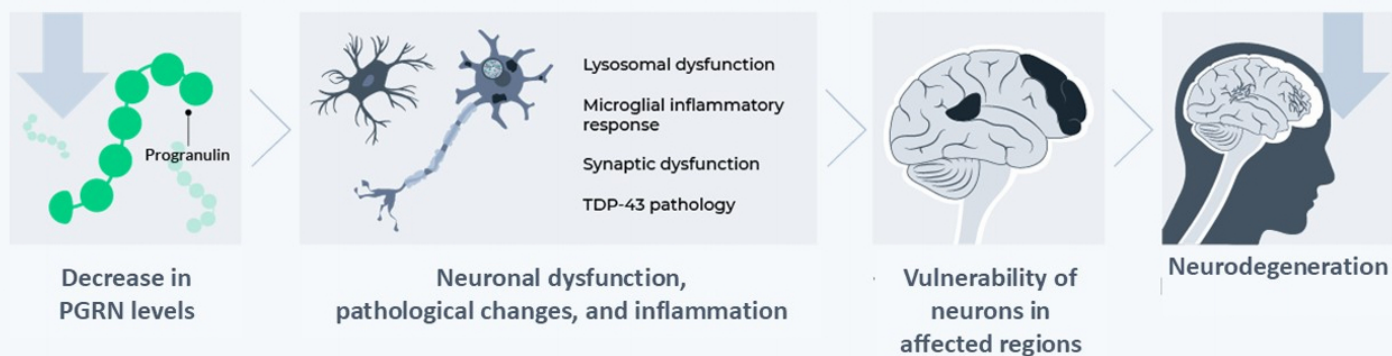 Progranulin
Decrease in
PGRN levels
Lysosomal dysfunction
Microglial inflammatory
response
Synaptic dysfunction
TDP-43 pathology
Neuronal dysfunction,
pathological changes, and inflammation
Vulnerability of
neurons in
affected regions
Neurodegeneration